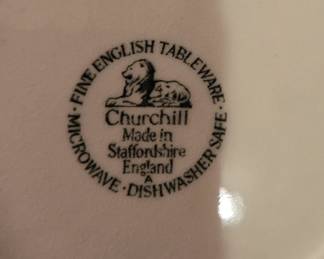 · FINE ENGLISH TABLEWARE ·
Churchill
Made in
Staffordshire
England
A
MICROWAVE · DISHWASHER SAFE ·